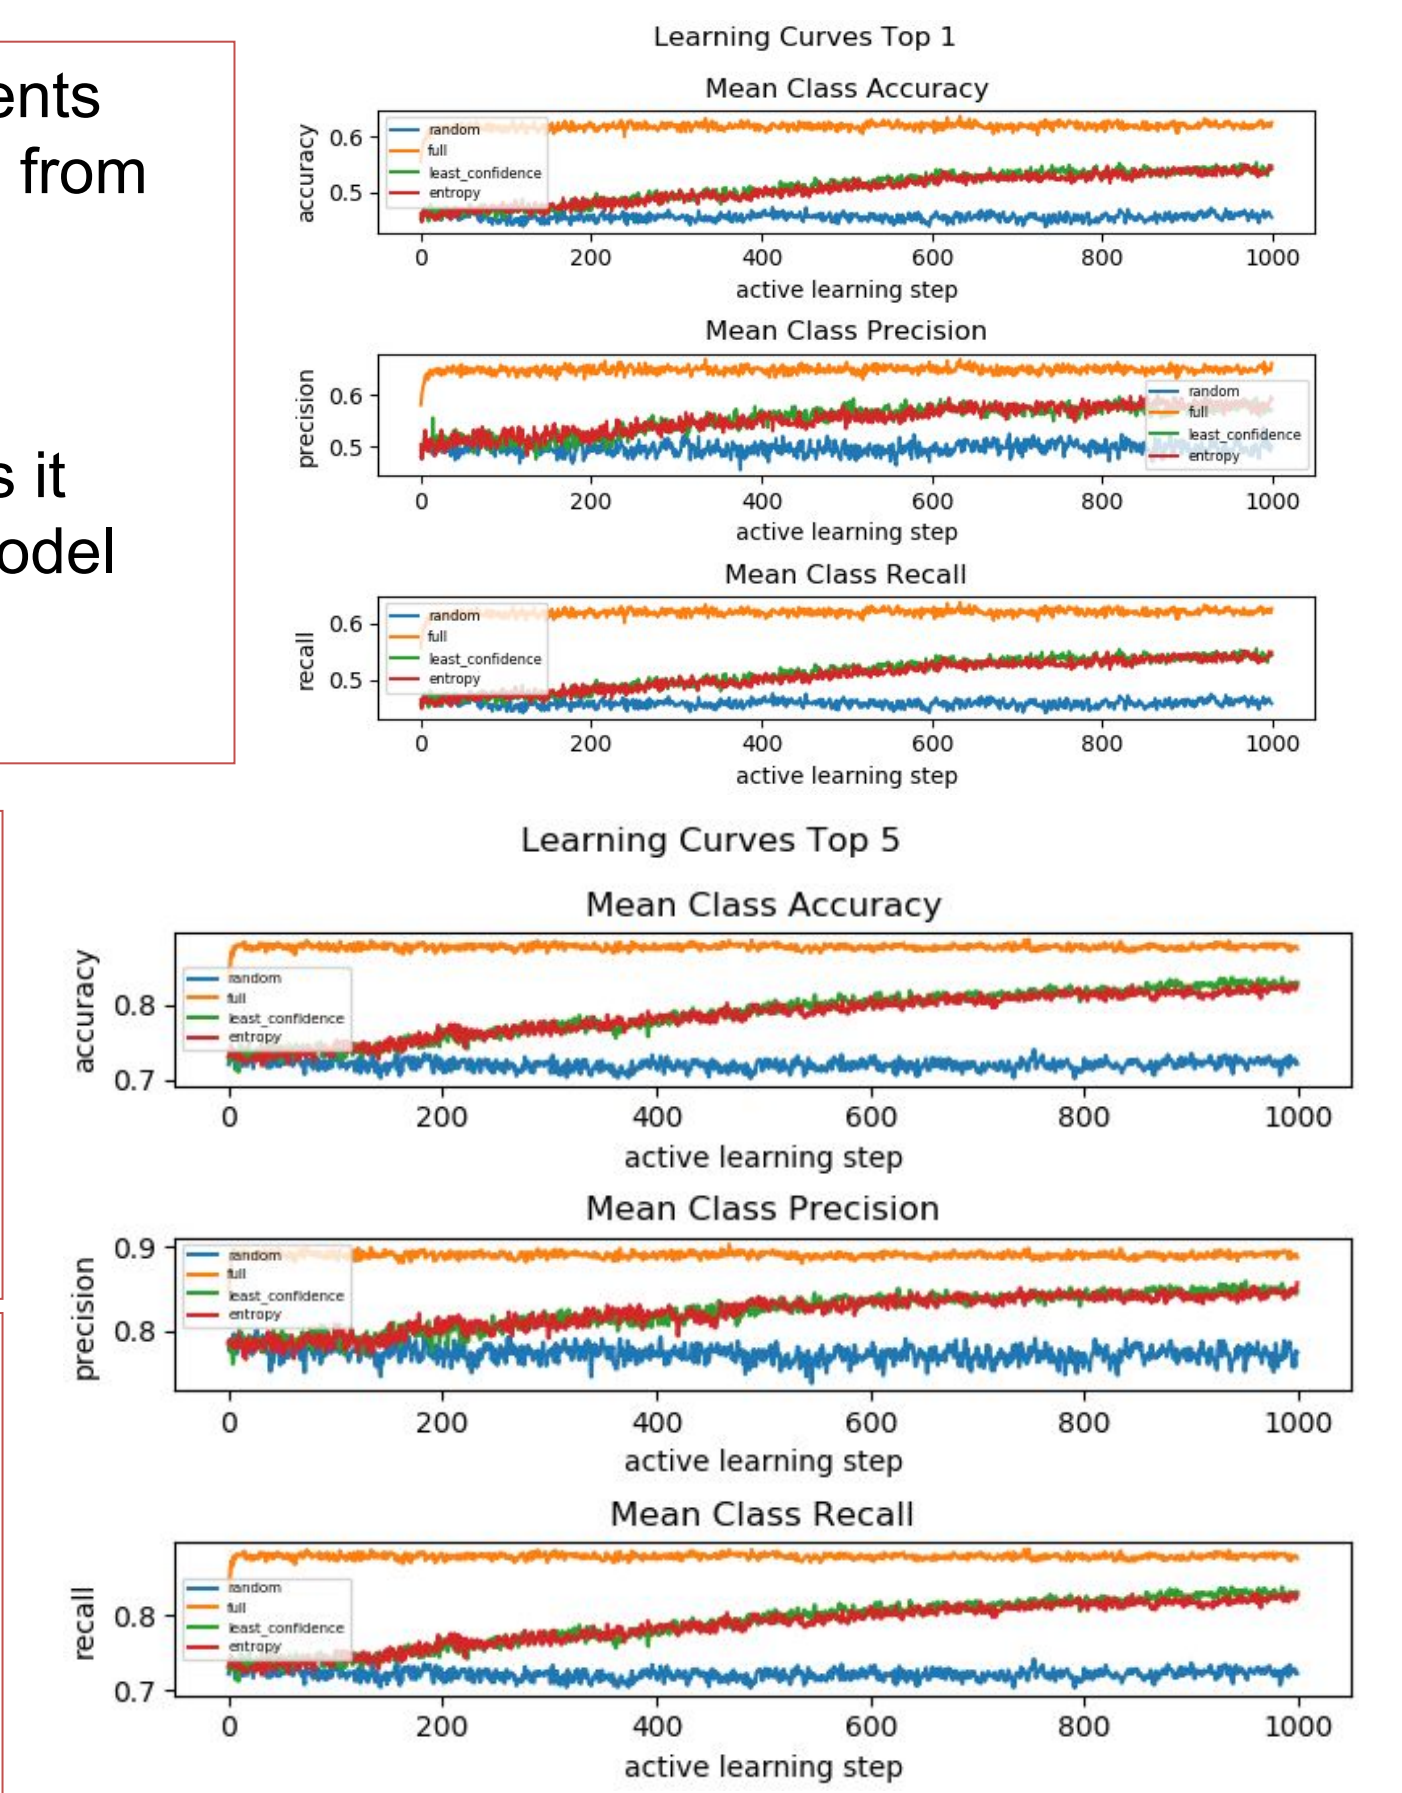 ents
from
s it
odel
Learning Curves Top 1
Mean Class Accuracy
accuracy
0.6
0.5
random
full
least_confidence
entropy
0
200
400
600
800
1000
active learning step
Mean Class Precision
precision
0.6
0.5
random
full
least_confidence
entropy
0
200
400
600
800
1000
active learning step
Mean Class Recall
recall
0.6
0.5
random
full
least_confidence
entropy
0
200
400
600
800
1000
active learning step
Learning Curves Top 5
Mean Class Accuracy
accuracy
0.8
0.7
random
full
least_confidence
entropy
0
200
400
600
800
1000
active learning step
Mean Class Precision
precision
0.9
0.8
random
full
least_confidence
entropy
0
200
400
600
800
1000
active learning step
Mean Class Recall
recall
0.8
0.7
random
full
least_confidence
entropy
0
200
400
600
800
1000
active learning step